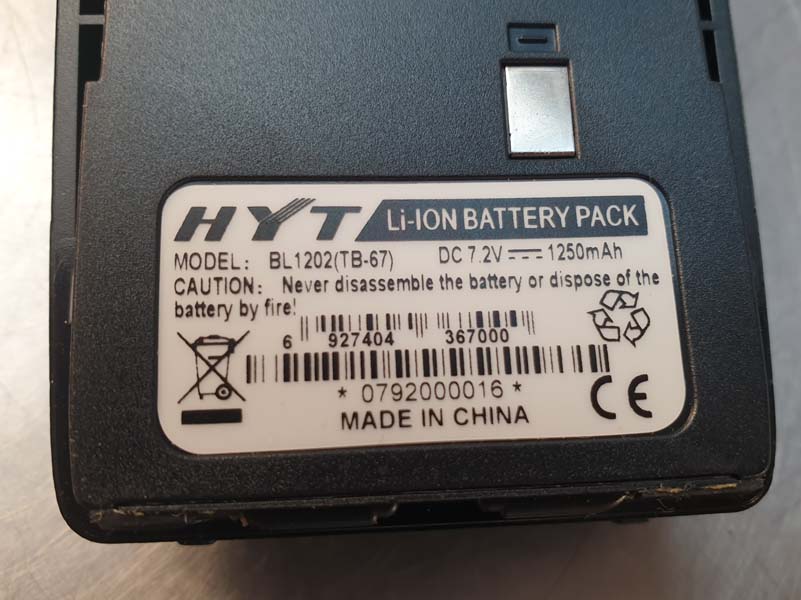 HYT Li-ION BATTERY PACK
MODEL: BL1202(TB-67) DC 7.2V 1250mAh
CAUTION: Never disassemble the battery or dispose of the
battery by fire!
6 927404 367000
* 0792000016 *
CE
MADE IN CHINA